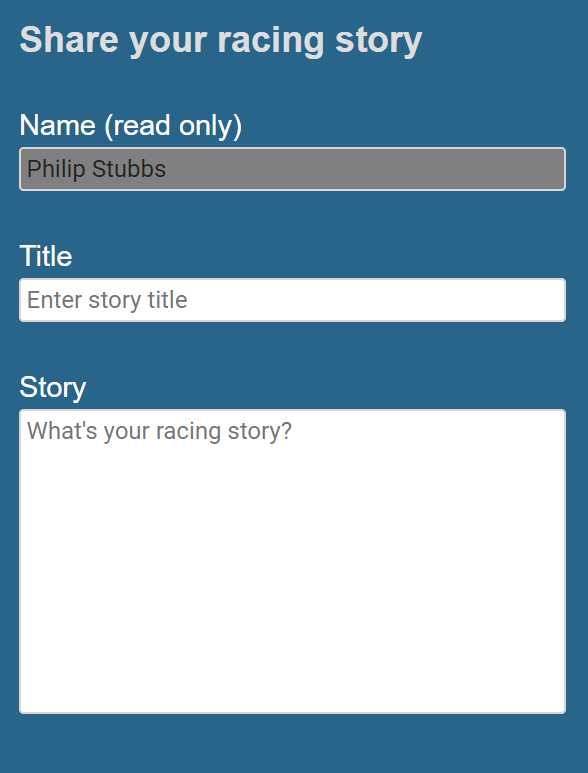 Share your racing story
Name (read only)
Philip Stubbs
Title
Enter story title
Story
What's your racing story?